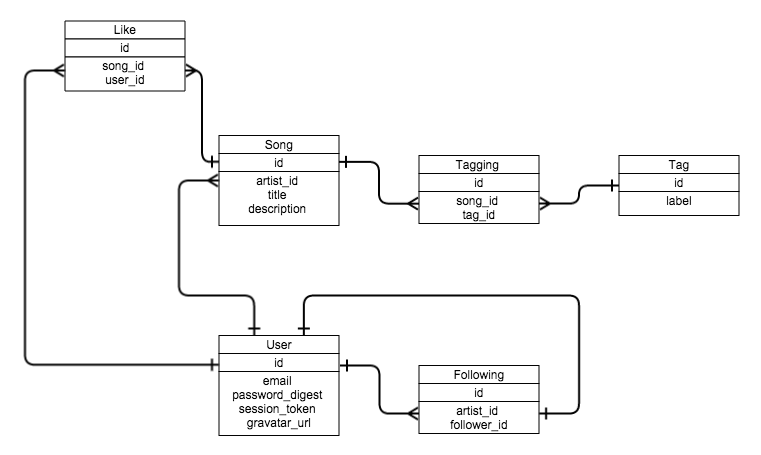 Like
id
song_id
user_id
Song
id
artist_id
title
description
Tagging
id
song_id
tag_id
Tag
id
label
User
id
email
password_digest
session_token
gravatar_url
Following
id
artist_id
follower_id